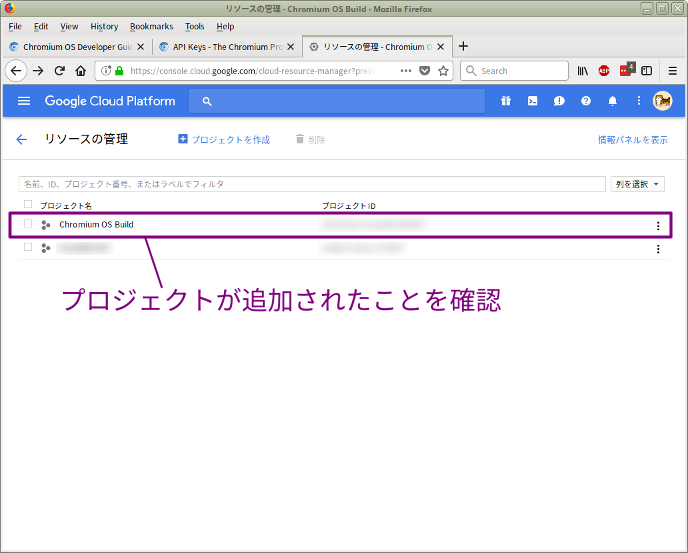 リソースの管理 - Chromium OS Build - Mozilla Firefox
File Edit View History Bookmarks Tools Help
Chromium OS Developer Guid API Keys - The Chromium Pro リソースの管理 - Chromium O
https://console.cloud.google.com/cloud-resource-manager?previ Search ABP 4
Google Cloud Platform
リソースの管理 プロジェクトを作成 削除 情報パネルを表示
名前、ID、プロジェクト番号、またはラベルでフィルタ 列を選択
プロジェクト名 プロジェクト ID
Chromium OS Build
プロジェクトが追加されたことを確認